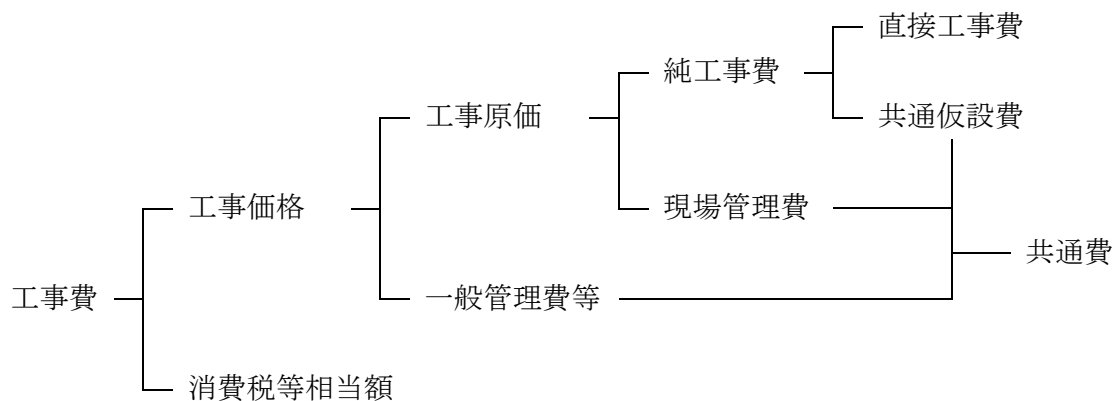 直接工事費
純工事費
工事原価
共通仮設費
工事価格
現場管理費
共通費
工事費
一般管理費等
消費税等相当額